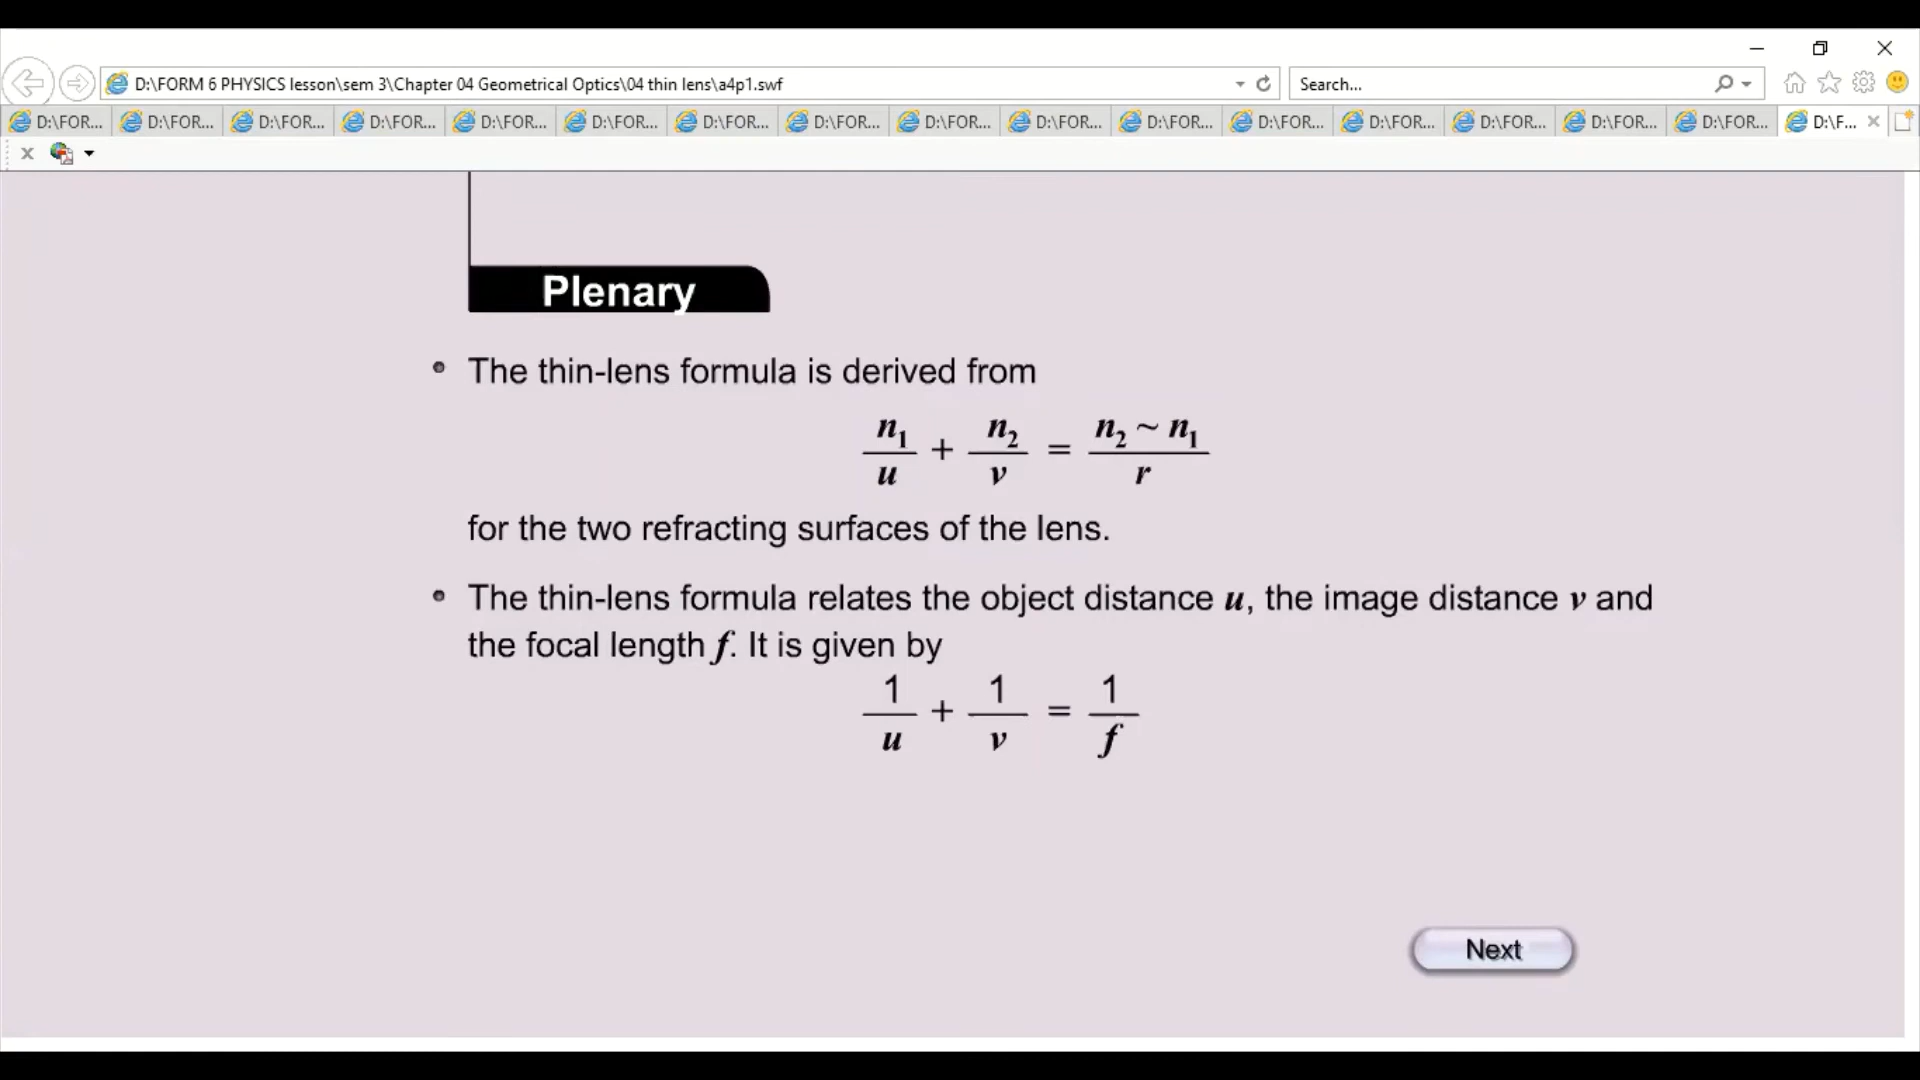 D:\FORM 6 PHYSICS lesson\sem 3\Chapter 04 Geometrical Optics\04 thin lens\a4p1.swf
Search...
D:\FOR... D:\FOR... D:\FOR... D:\FOR... D:\FOR... D:\FOR... D:\FOR... D:\FOR... D:\FOR... D:\FOR... D:\FOR... D:\FOR... D:\FOR... D:\FOR... D:\FOR... D:\FOR... D:\F...
Plenary
• The thin-lens formula is derived from
n₁/u + n₂/v = (n₂ ~ n₁)/r
for the two refracting surfaces of the lens.
• The thin-lens formula relates the object distance u, the image distance v and
the focal length f. It is given by
1/u + 1/v = 1/f
Next